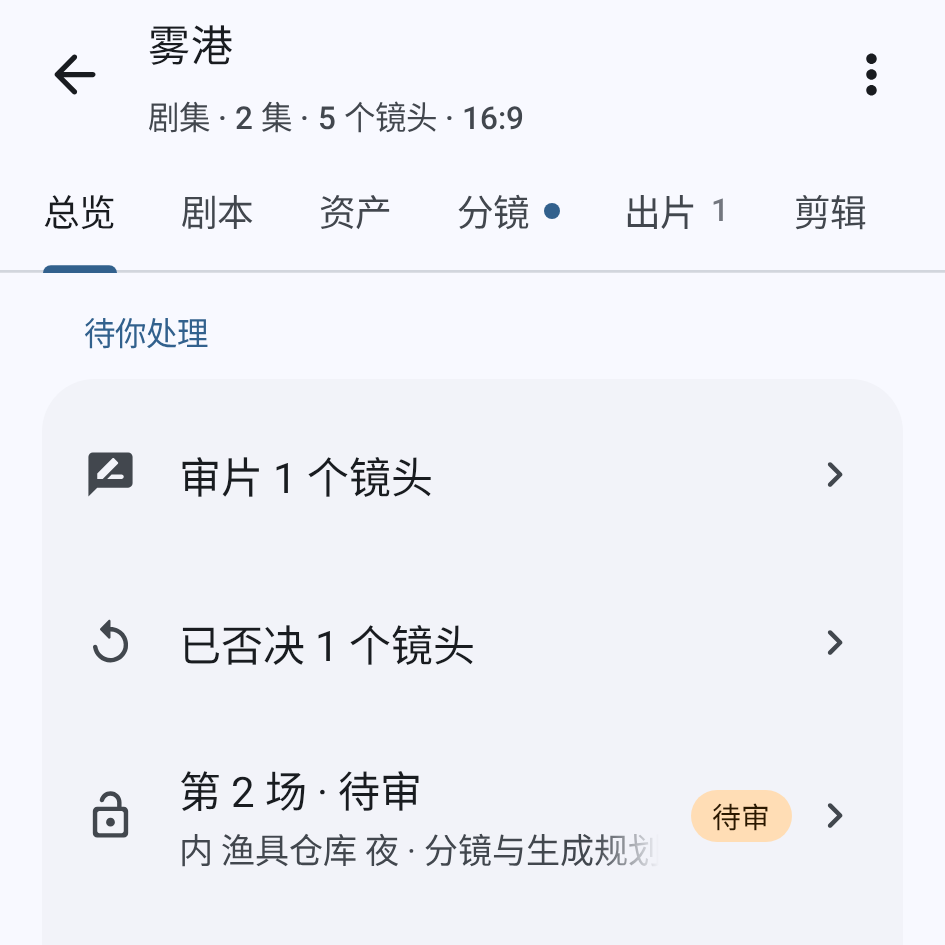 雾港
剧集 · 2 集 · 5 个镜头 · 16:9
总览 剧本 资产 分镜 出片 1 剪辑
待你处理
审片 1 个镜头
已否决 1 个镜头
第 2 场 · 待审
内 渔具仓库 夜 · 分镜与生成规划
待审